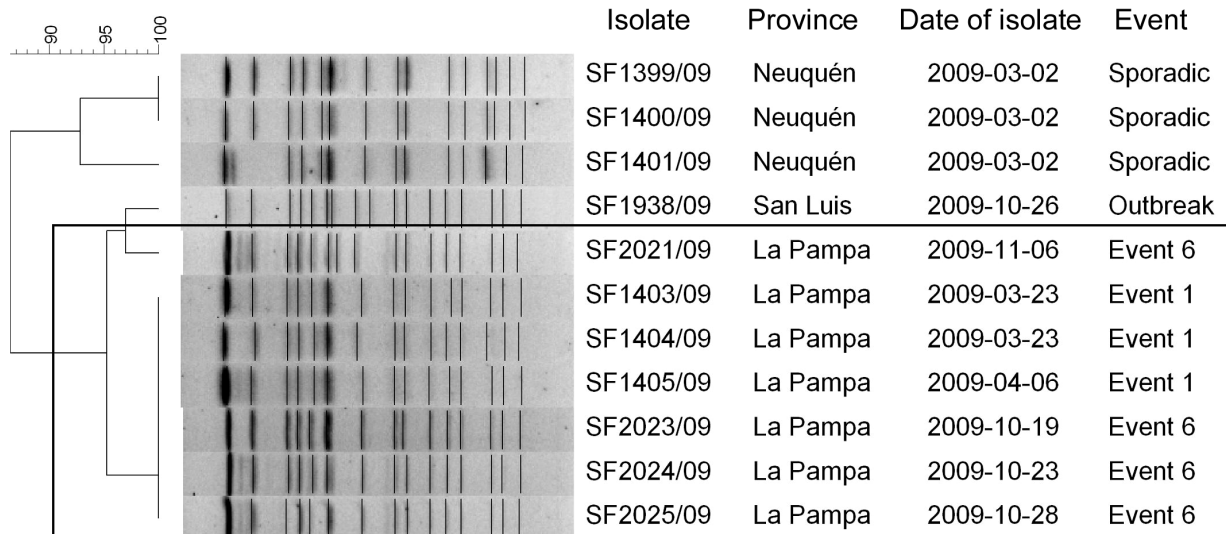 90 95 100
Isolate Province Date of isolate Event
SF1399/09 Neuquén 2009-03-02 Sporadic
SF1400/09 Neuquén 2009-03-02 Sporadic
SF1401/09 Neuquén 2009-03-02 Sporadic
SF1938/09 San Luis 2009-10-26 Outbreak
SF2021/09 La Pampa 2009-11-06 Event 6
SF1403/09 La Pampa 2009-03-23 Event 1
SF1404/09 La Pampa 2009-03-23 Event 1
SF1405/09 La Pampa 2009-04-06 Event 1
SF2023/09 La Pampa 2009-10-19 Event 6
SF2024/09 La Pampa 2009-10-23 Event 6
SF2025/09 La Pampa 2009-10-28 Event 6